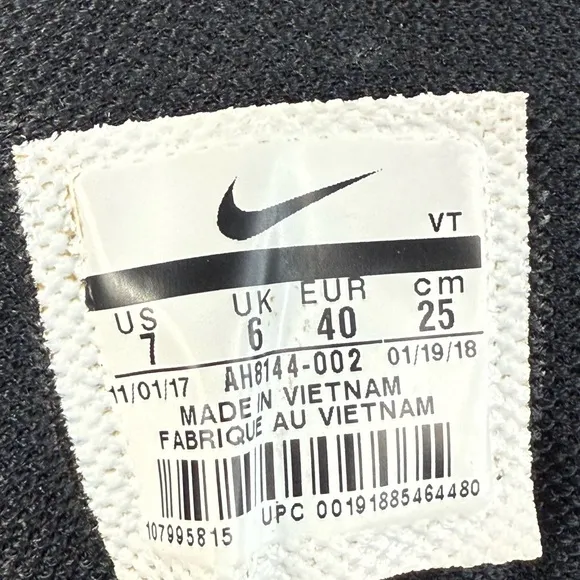 VT
US UK EUR cm
7 6 40 25
11/01/17 AH8144-002 01/19/18
MADE IN VIETNAM
FABRIQUE AU VIETNAM
107995815 UPC 00191885464480